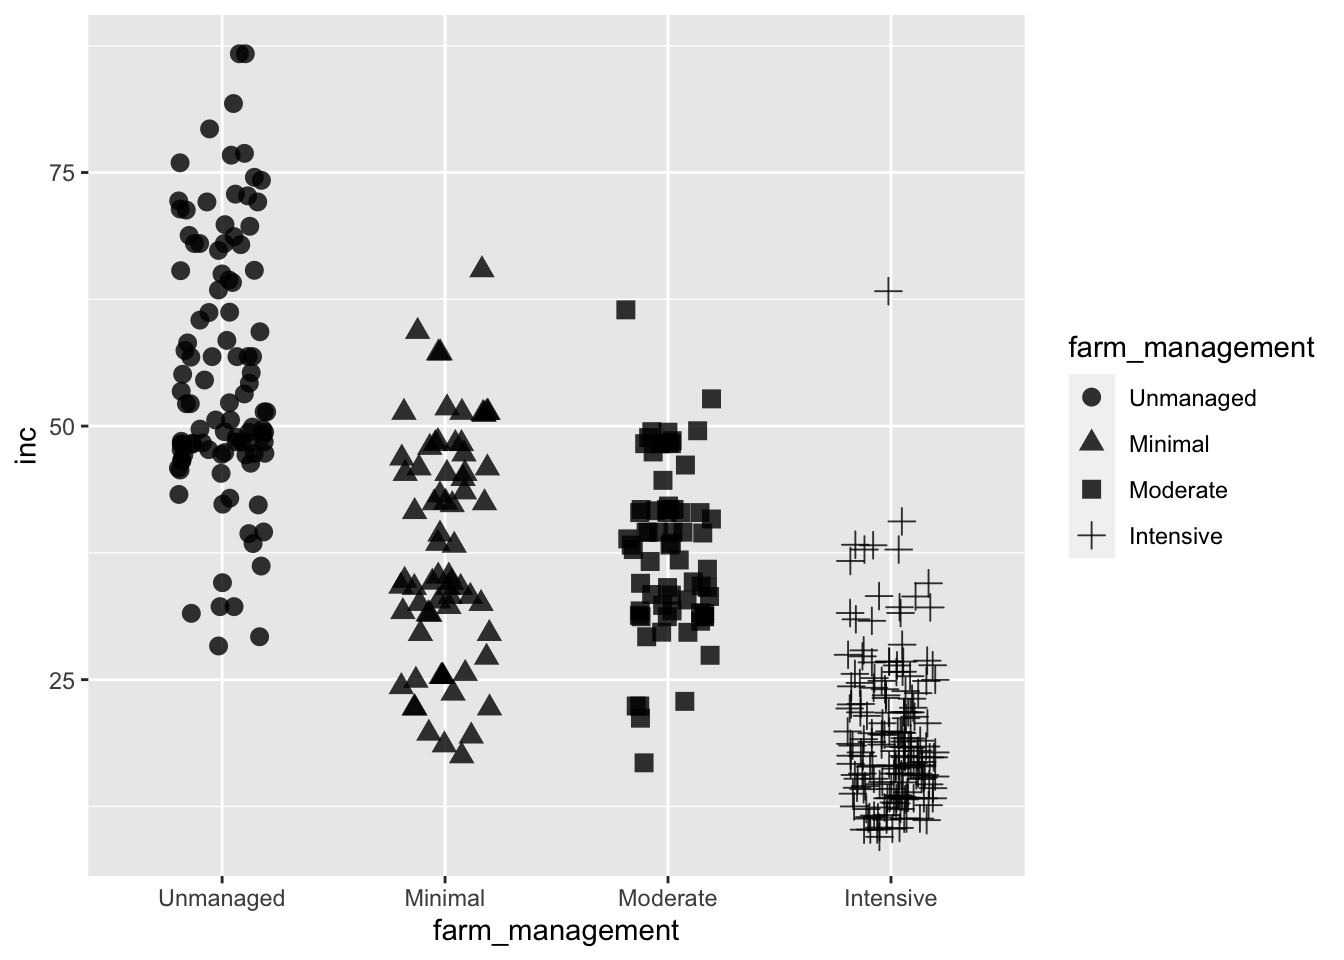 75
50
25
inc
Unmanaged
Minimal
Moderate
Intensive
farm_management
farm_management
Unmanaged
Minimal
Moderate
Intensive